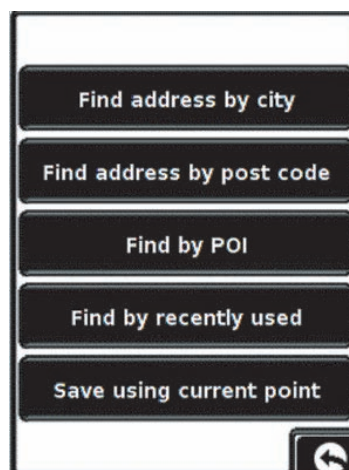 Find address by city
Find address by post code
Find by POI
Find by recently used
Save using current point